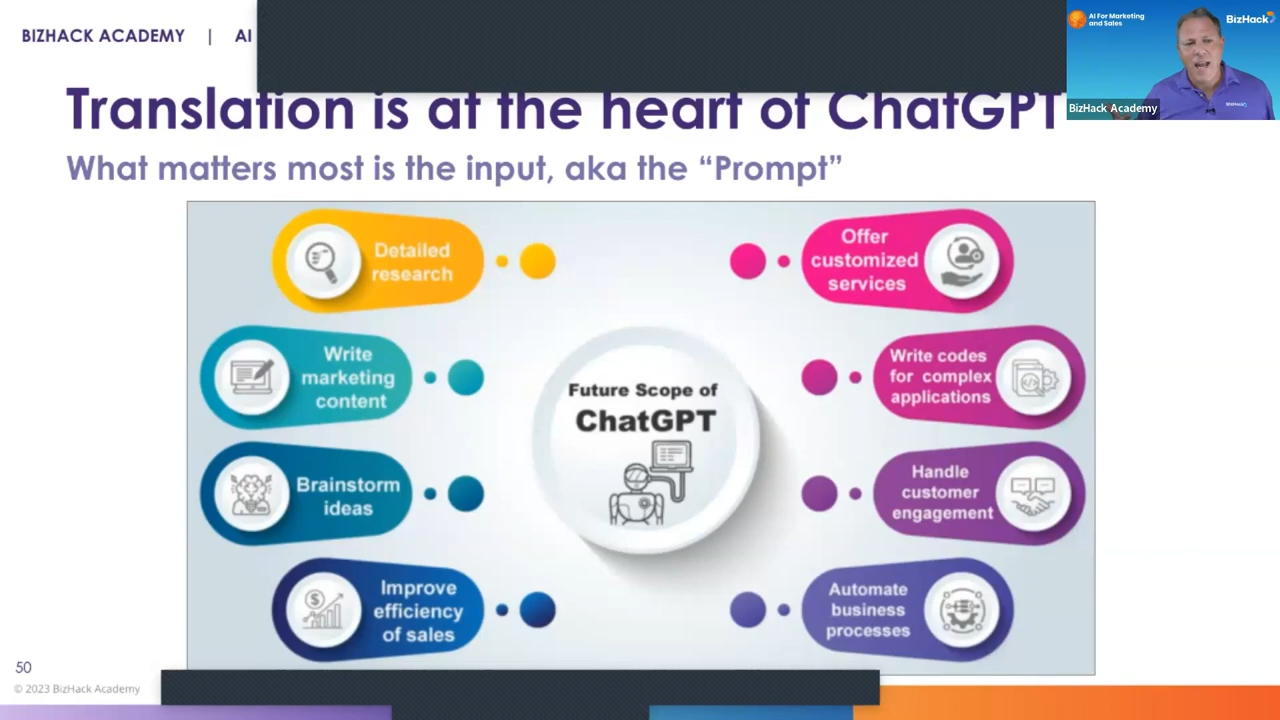 BIZHACK ACADEMY | AI
AI For Marketing
and Sales
BizHack
BizHack Academy
Translation is at the heart of ChatGPT
What matters most is the input, aka the “Prompt”
Detailed
research
Write
marketing
content
Brainstorm
ideas
Improve
efficiency
of sales
Future Scope of
ChatGPT
Offer
customized
services
Write codes
for complex
applications
Handle
customer
engagement
Automate
business
processes
50
© 2023 BizHack Academy